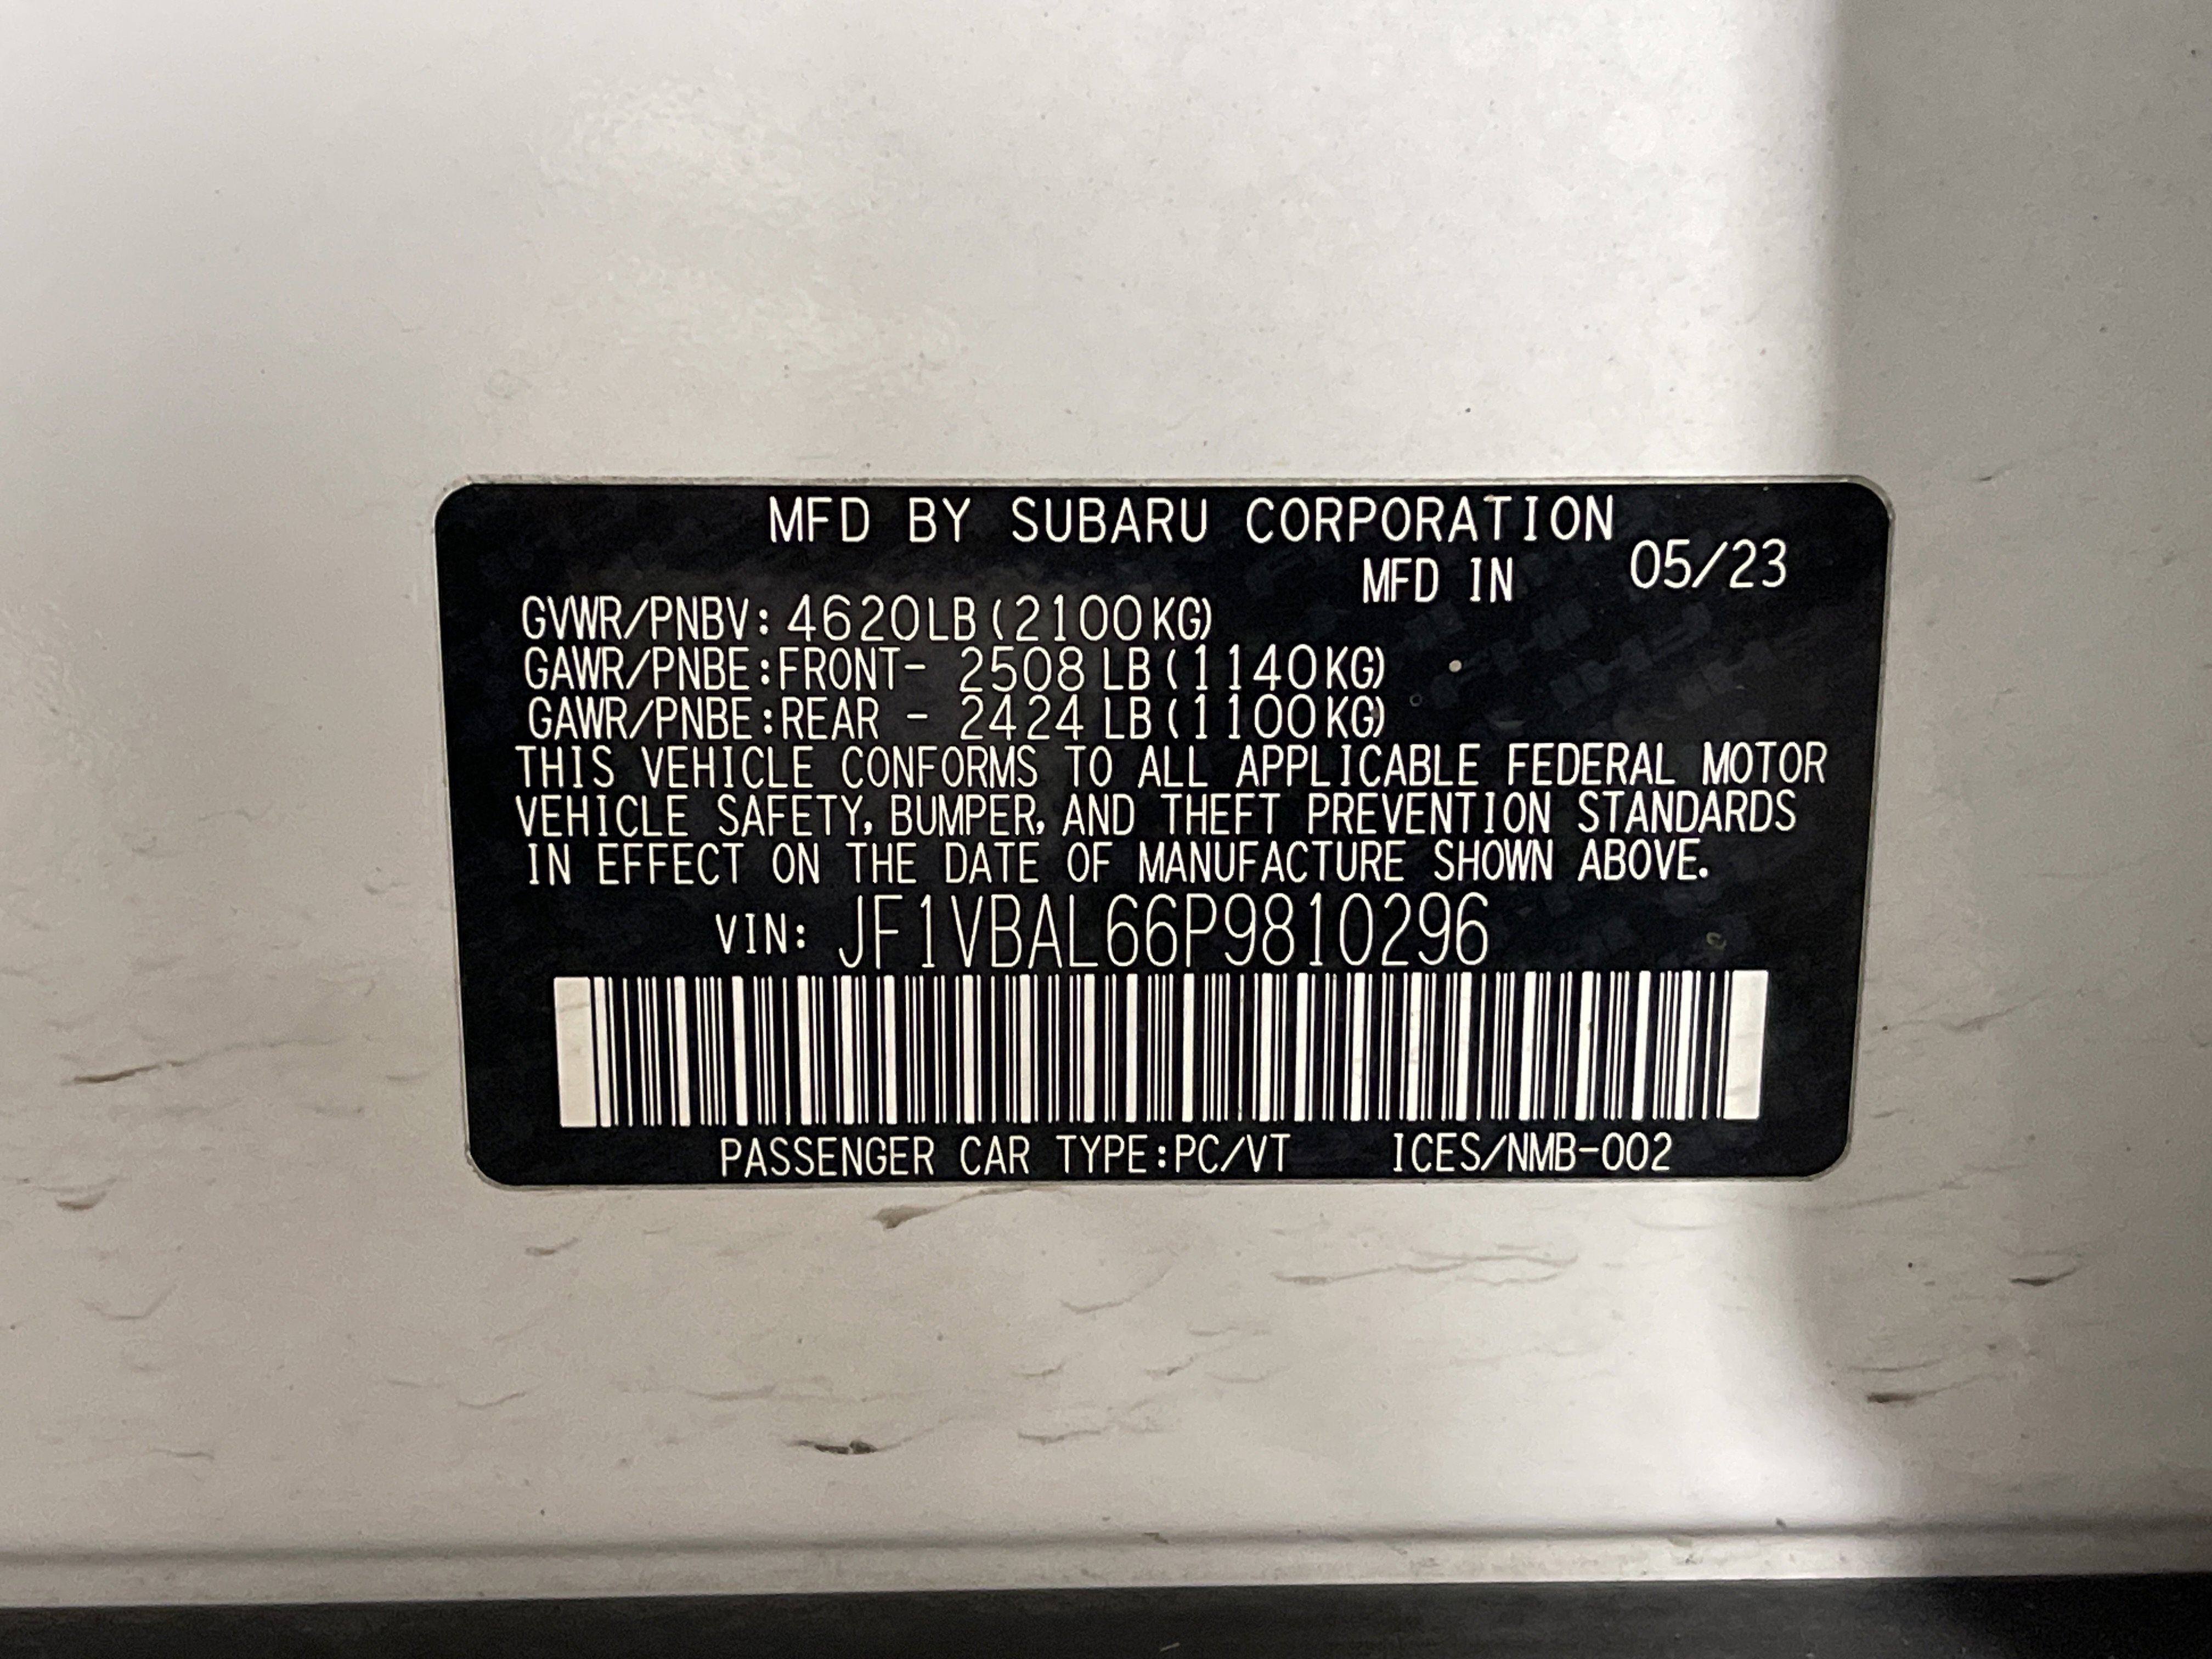 MFD BY SUBARU CORPORATION
MFD IN 05/23
GVWR/PNBV: 4620LB (2100KG)
GAWR/PNBE:FRONT- 2508 LB (1140KG)
GAWR/PNBE:REAR - 2424 LB (1100KG)
THIS VEHICLE CONFORMS TO ALL APPLICABLE FEDERAL MOTOR
VEHICLE SAFETY, BUMPER, AND THEFT PREVENTION STANDARDS
IN EFFECT ON THE DATE OF MANUFACTURE SHOWN ABOVE.
VIN: JF1VBAL66P9810296
PASSENGER CAR TYPE:PC/VT ICES/NMB-002